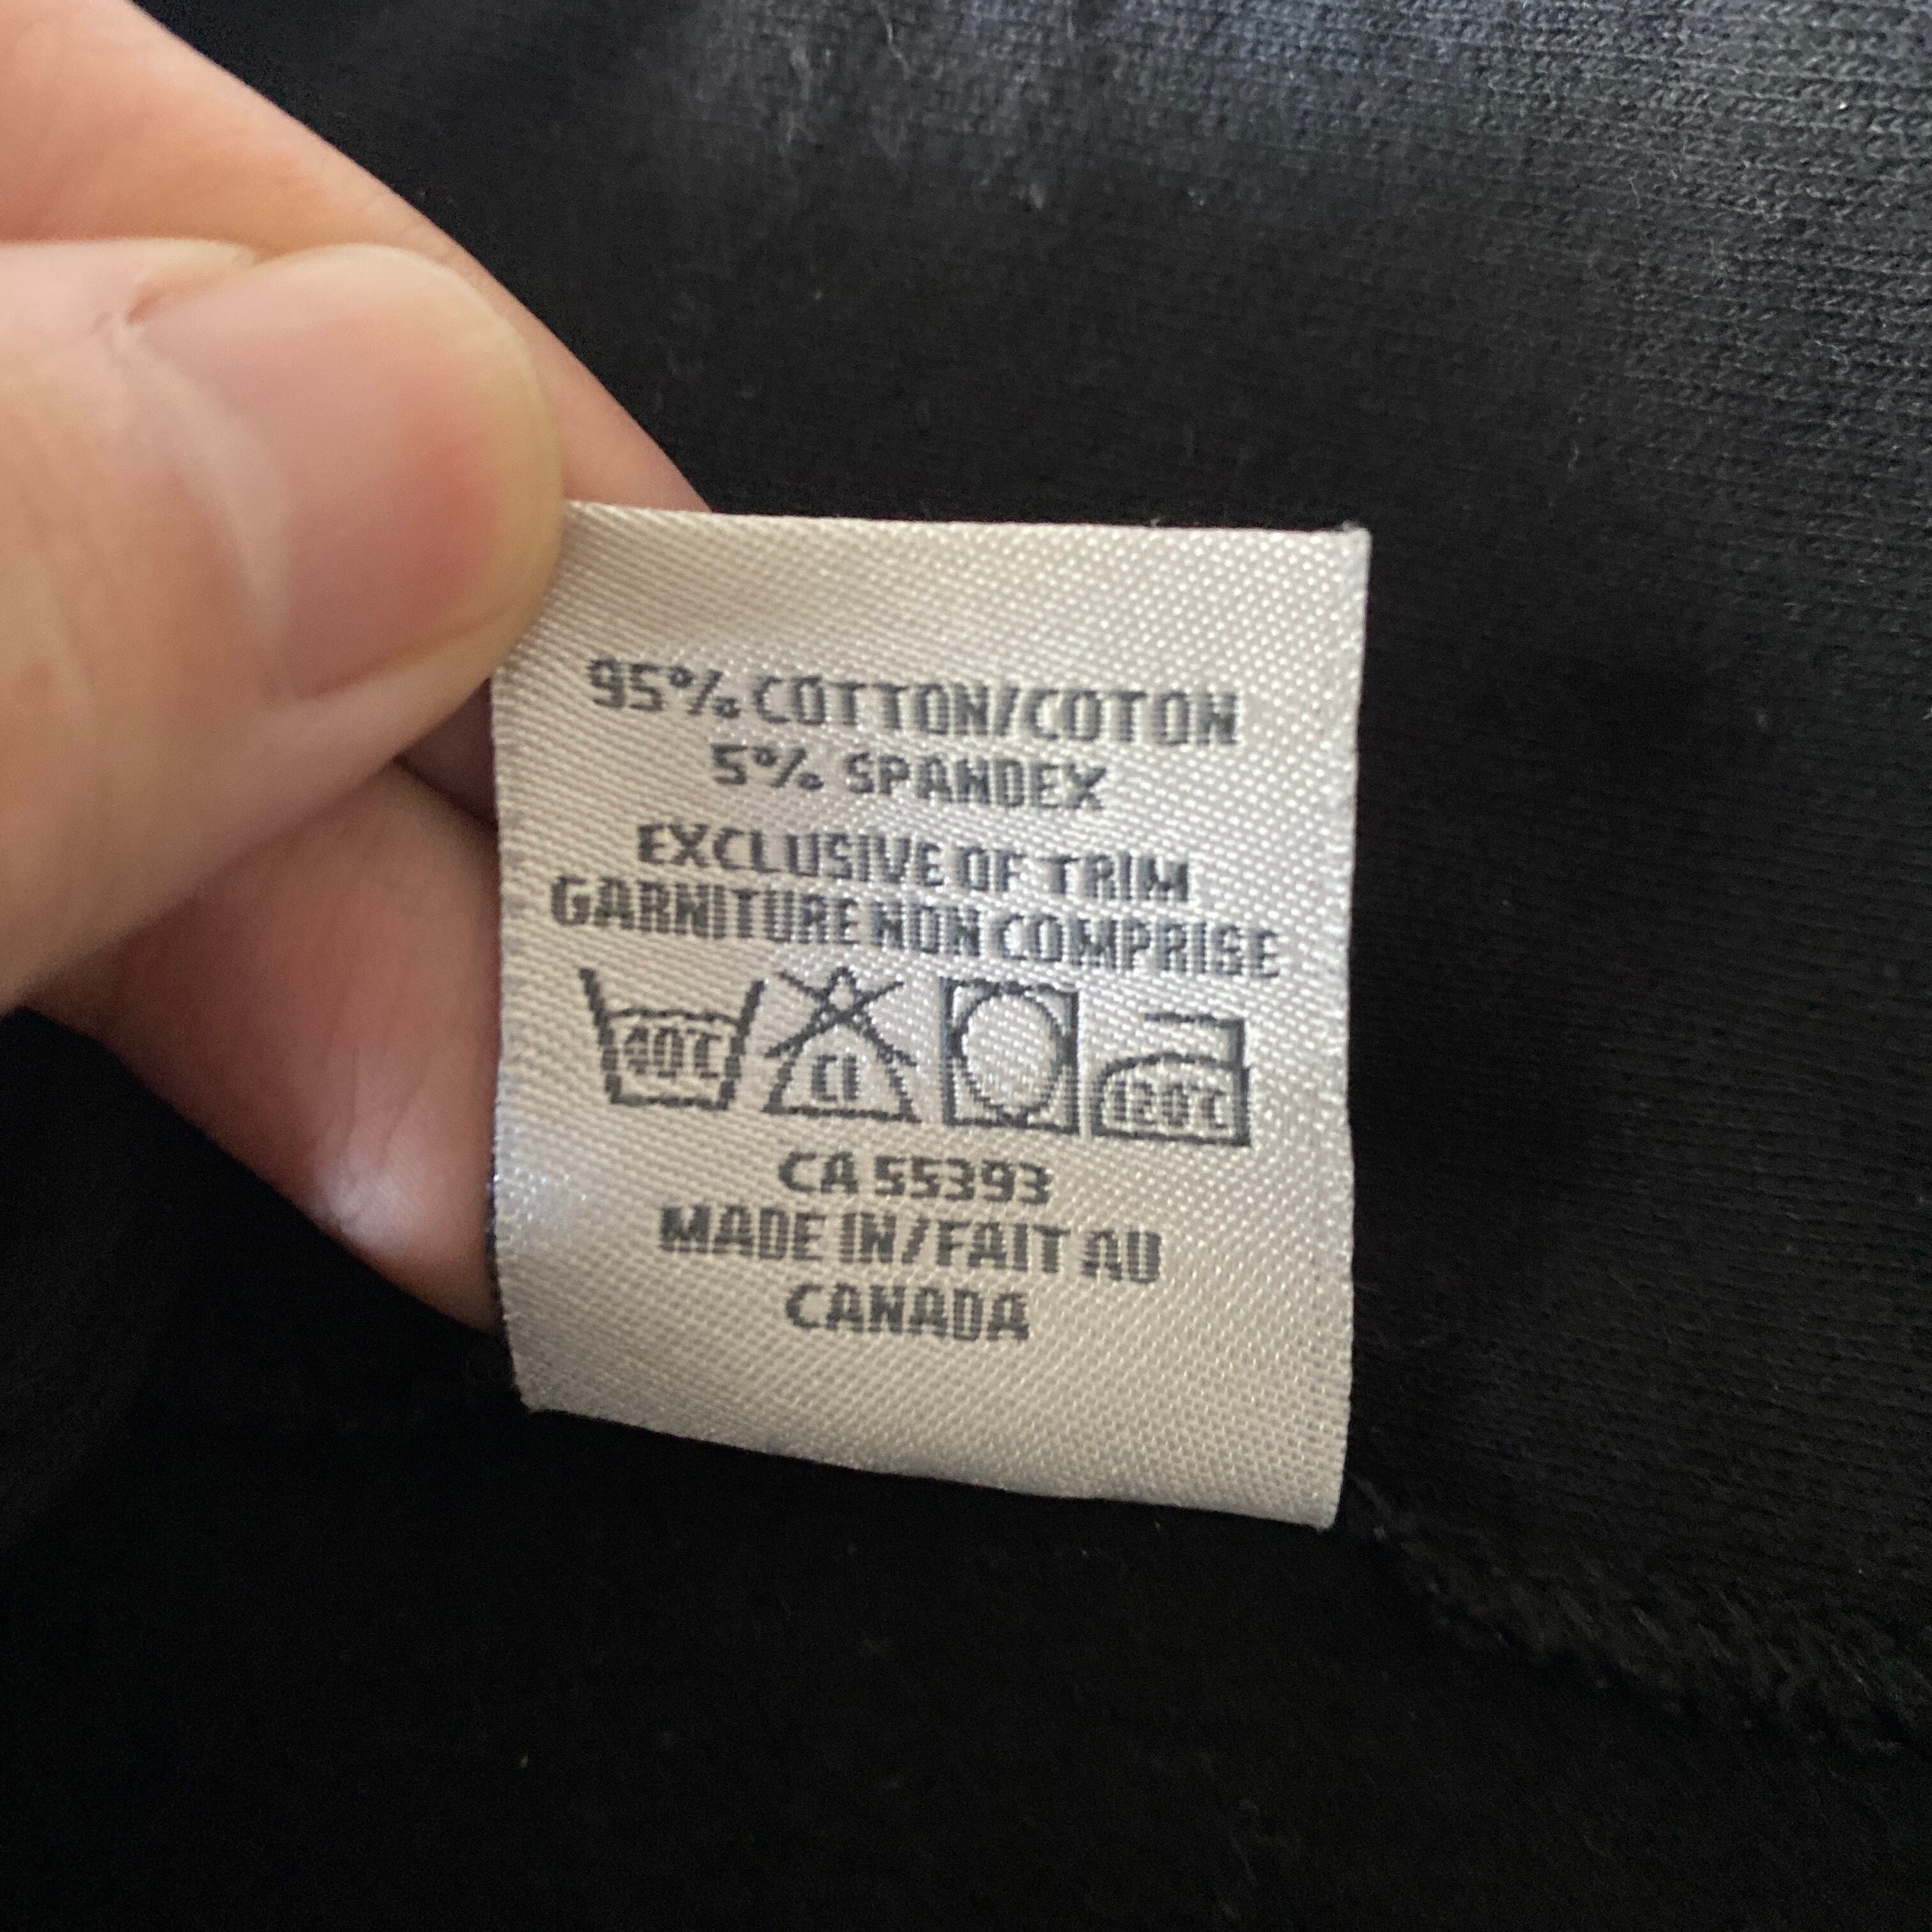 95% COTTON/COTON
5% SPANDEX
EXCLUSIVE OF TRIM
GARNITURE NON COMPRISE
40°C CI 120°C
CA 55393
MADE IN/FAIT AU
CANADA